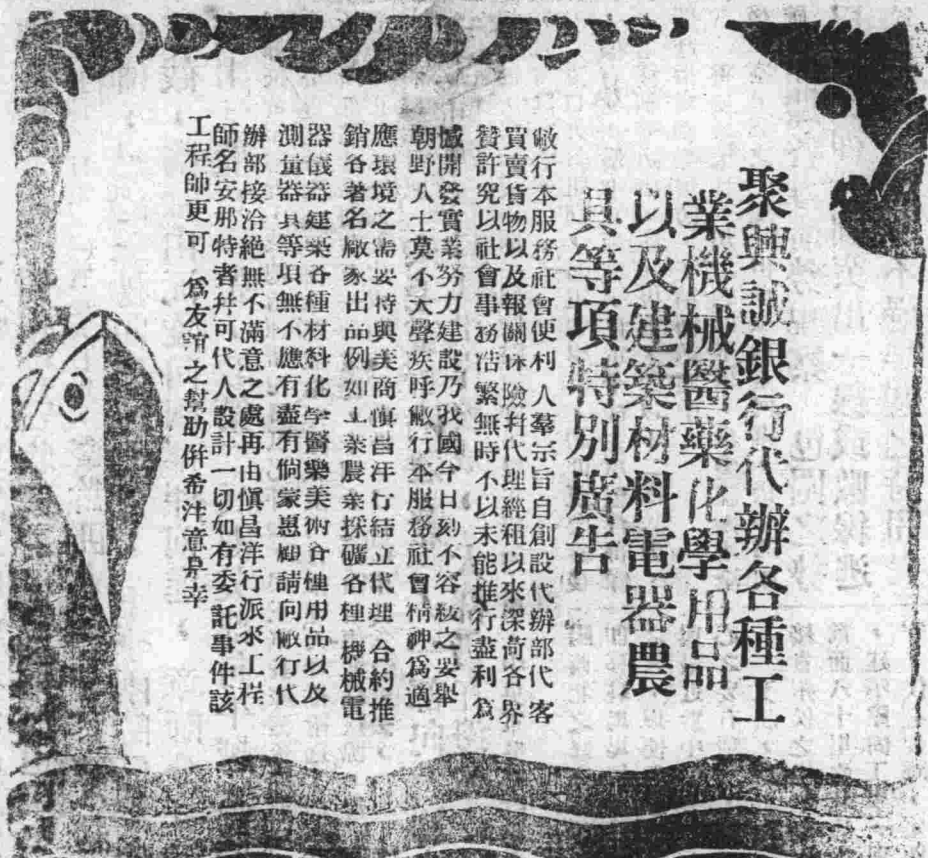 聚興誠銀行代辦各種工
業機械醫藥化學用品
以及建築材料電器農
具等項特別廣告
敝行本服務社會便利人羣宗旨自創設代辦部代客
買賣貨物以及報關保險并代理經租以來深荷各界
贊許究以社會事務浩繁無時不以未能推行盡利為
憾開發實業努力建設乃我國今日刻不容緩之要舉
朝野人士莫不大聲疾呼敝行本服務社會精神為適
應環境之需要特與美商慎昌洋行結立代理合約推
銷各著名廠家出品例如工業農業採礦各種機械電
器儀器建築各種材料化學醫藥美術各種用品以及
測量器具等項無不應有盡有倘蒙惠顧請向敝行代
辦部接洽絕無不滿意之處再由慎昌洋行派來工程
師名安那特者并可代人設計一切如有委託事件該
工程師更可為友誼之幫助併希注意是幸